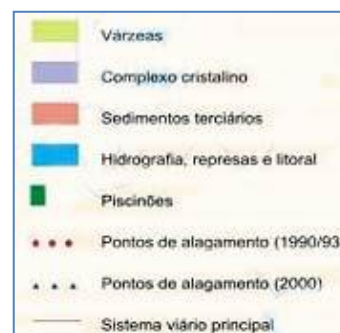 Várzeas
Complexo cristalino
Sedimentos terciários
Hidrografia, represas e litoral
Piscinões
Pontos de alagamento (1990/93
Pontos de alagamento (2000)
Sistema viário principal